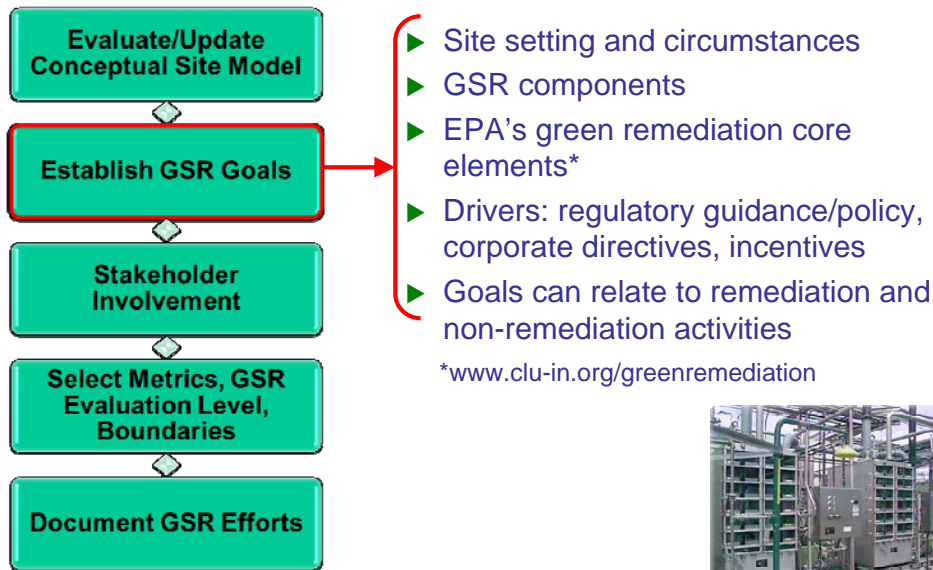 Evaluate/Update
Conceptual Site Model
Establish GSR Goals
Stakeholder
Involvement
Select Metrics, GSR
Evaluation Level,
Boundaries
Document GSR Efforts
Site setting and circumstances
GSR components
EPA's green remediation core
elements*
Drivers: regulatory guidance/policy,
corporate directives, incentives
Goals can relate to remediation and
non-remediation activities
*www.clu-in.org/greenremediation